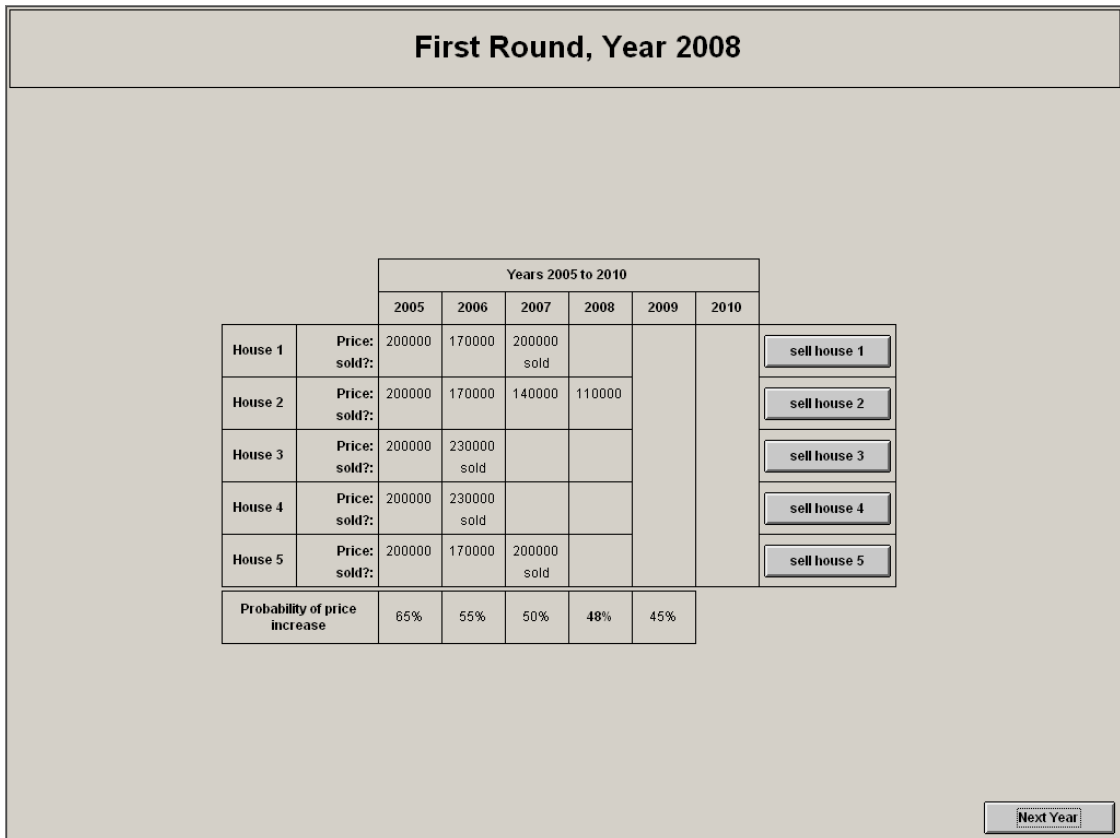 First Round, Year 2008
Years 2005 to 2010
2005 2006 2007 2008 2009 2010
House 1 Price: 200000 170000 200000 sell house 1
sold?: sold
House 2 Price: 200000 170000 140000 110000 sell house 2
sold?:
House 3 Price: 200000 230000 sell house 3
sold?: sold
House 4 Price: 200000 230000 sell house 4
sold?: sold
House 5 Price: 200000 170000 200000 sell house 5
sold?: sold
Probability of price
increase 65% 55% 50% 48% 45%
Next Year